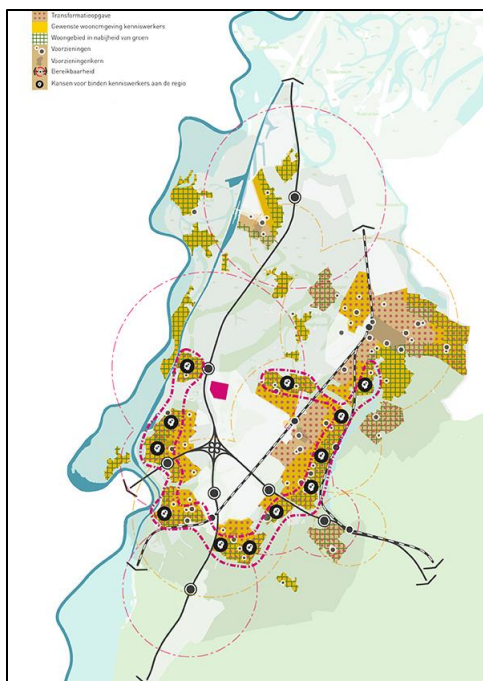 Transformatieopgave
Gewenste woonomgeving kenniswerkers
Woongebied in nabijheid van groen
Voorzieningen
Voorzieningenkern
Bereikbaarheid
Kansen voor binden kenniswerkers aan de regio